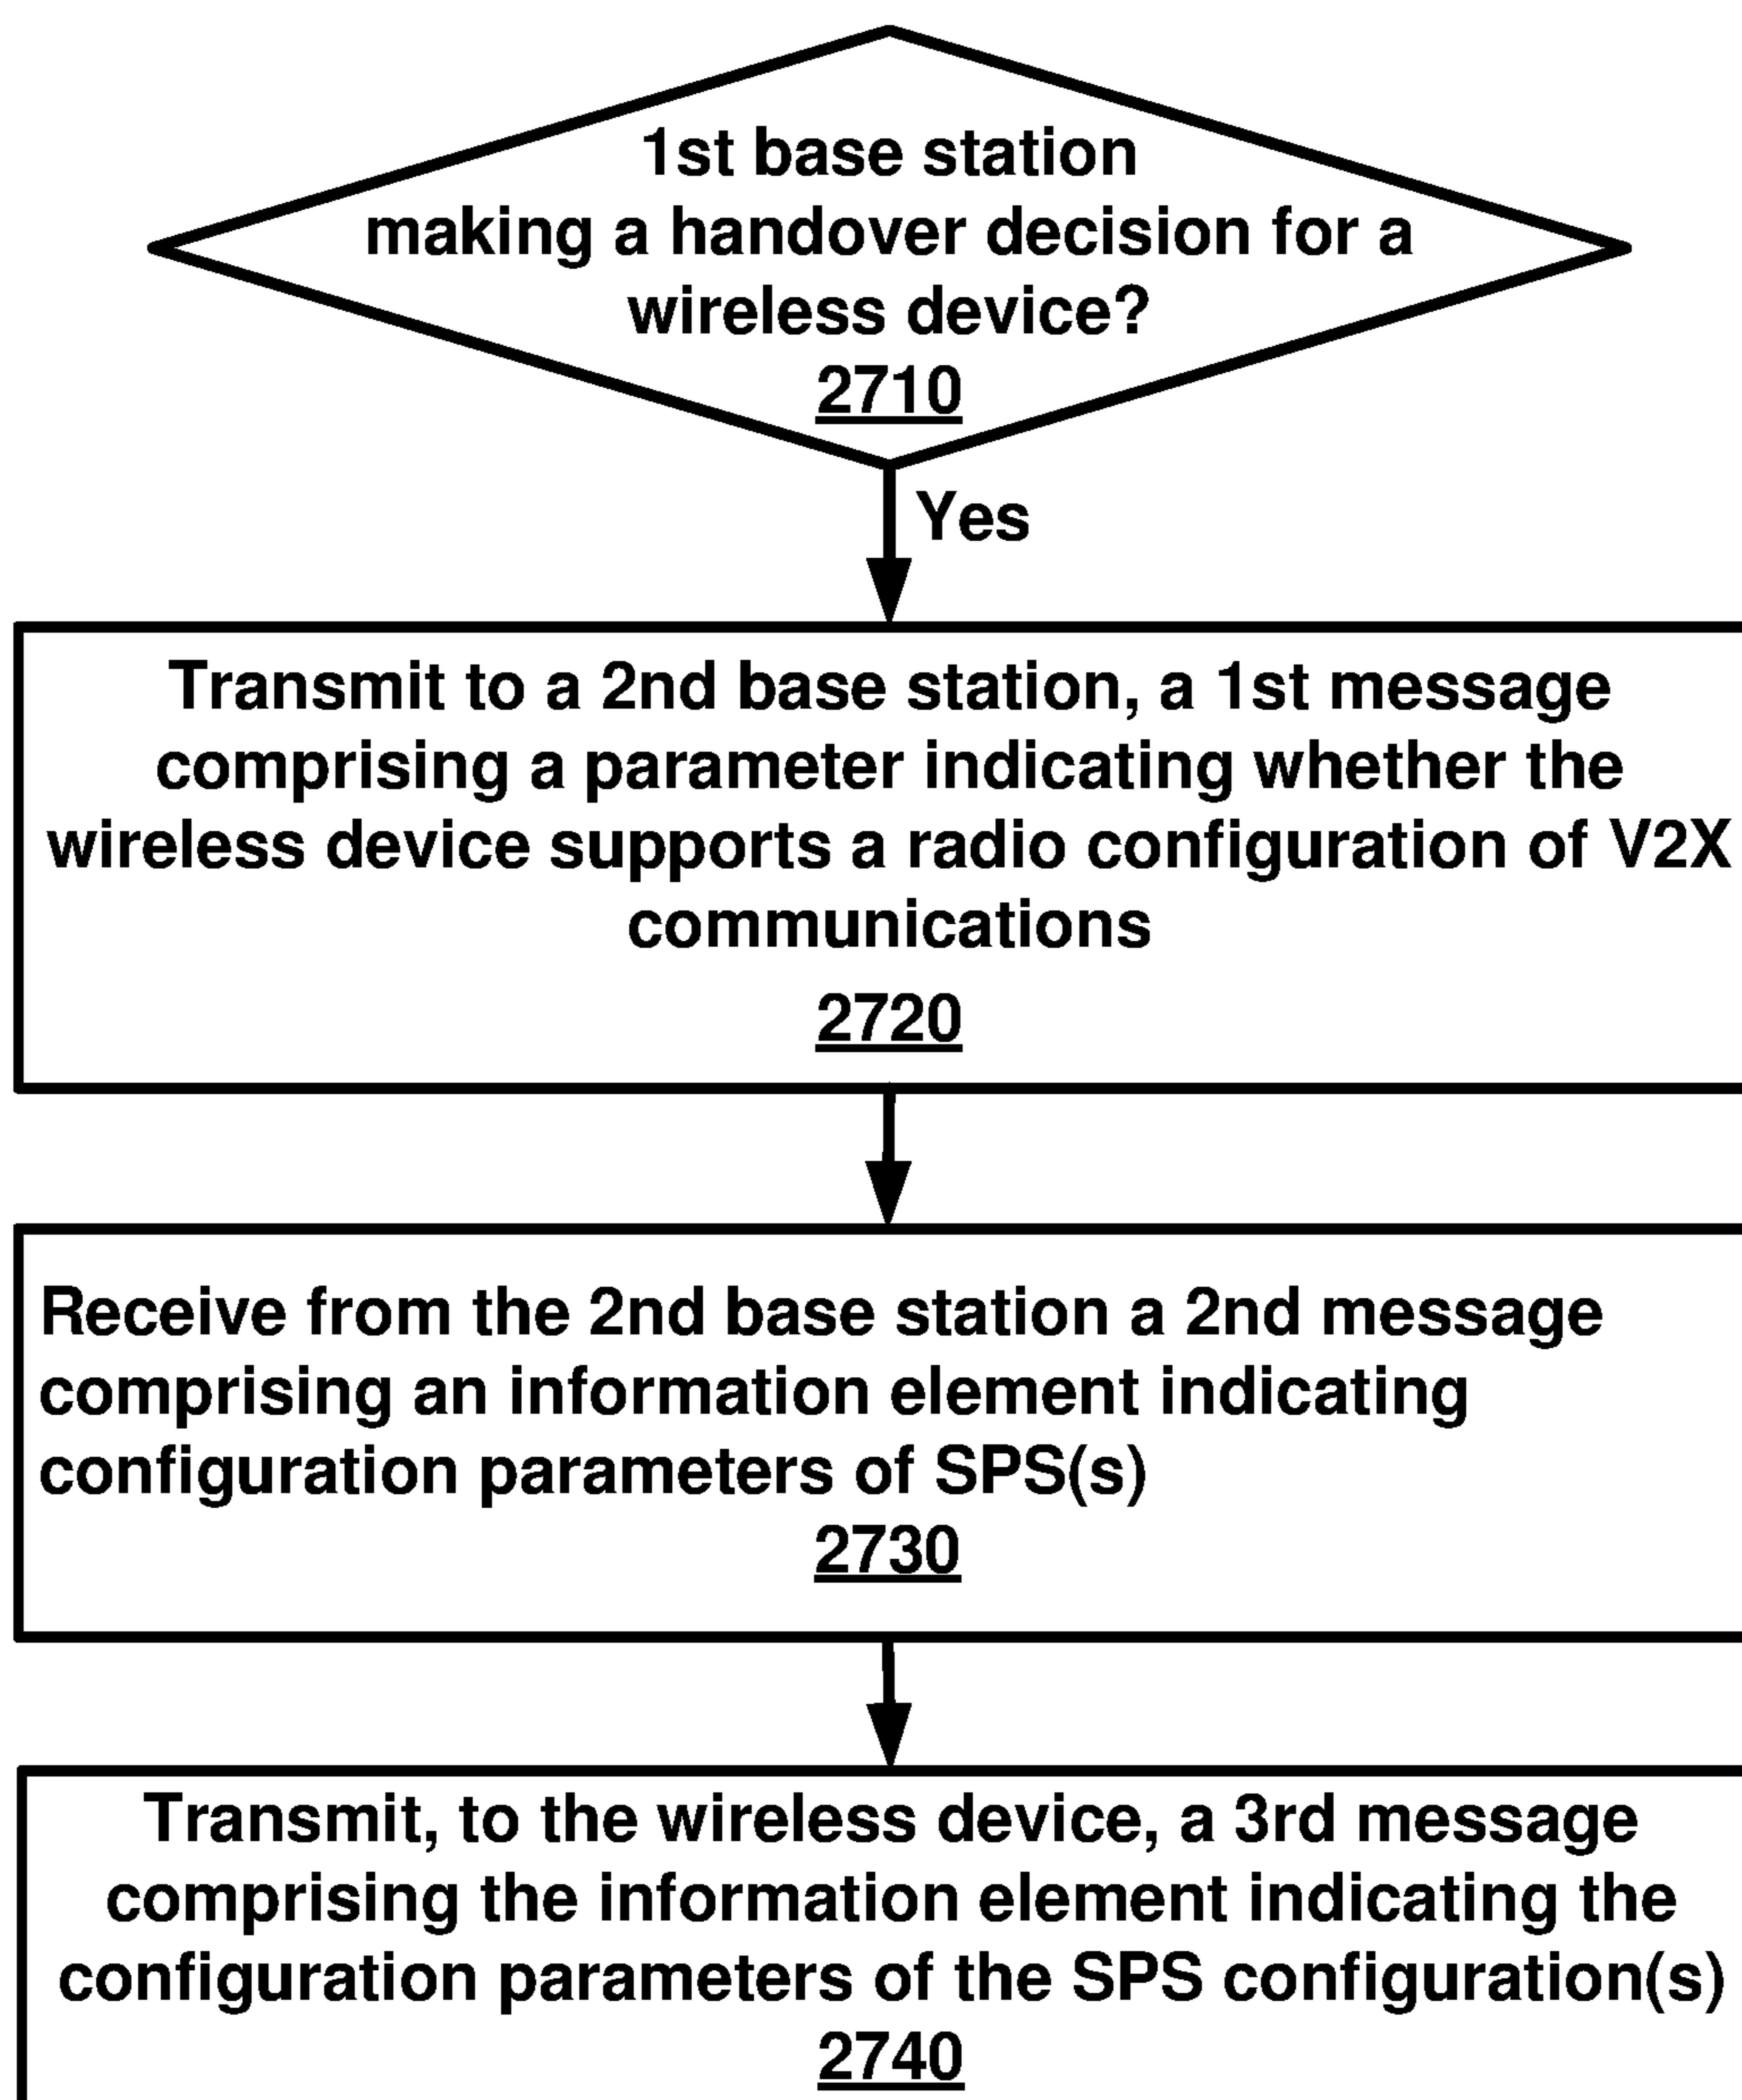 1st base station
making a handover decision for a
wireless device?
2710
Yes
Transmit to a 2nd base station, a 1st message
comprising a parameter indicating whether the
wireless device supports a radio configuration of V2X
communications
2720
Receive from the 2nd base station a 2nd message
comprising an information element indicating
configuration parameters of SPS(s)
2730
Transmit, to the wireless device, a 3rd message
comprising the information element indicating the
configuration parameters of the SPS configuration(s)
2740